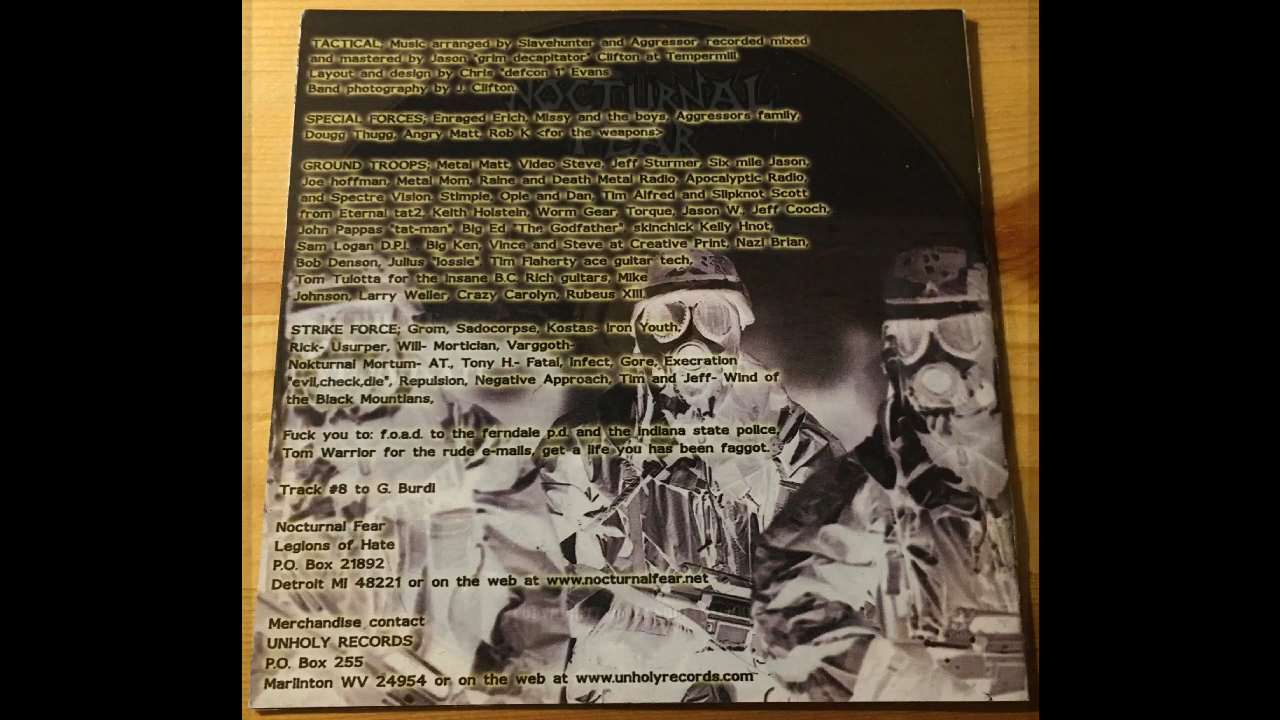 TACTICAL; Music arranged by Slavehunter and Aggressor, recorded mixed
and mastered by Jason "grim decapitator" Clifton at Tempermill.
Layout and design by Chris "defcon 1" Evans
Band photography by J. Clifton.
NOCTURNAL
FEAR
SPECIAL FORCES; Enraged Erich, Missy and the boys, Aggressors family,
Dougg Thugg, Angry Matt, Rob K <for the weapons>
GROUND TROOPS; Metal Matt, Video Steve, Jeff Sturmer, Six mile Jason,
Joe hoffman, Metal Mom, Raine and Death Metal Radio, Apocalyptic Radio,
and Spectre Vision. Stimpie, Opie and Dan, Tim Alfred and Slipknot Scott
from Eternal tat2, Keith Holstein, Worm Gear, Torque, Jason W, Jeff Cooch,
John Pappas "tat-man", Big Ed "The Godfather", skinchick Kelly Hnot,
Sam Logan D.P.I., Big Ken, Vince and Steve at Creative Print, Nazi Brian,
Bob Denson, Julius "lossie", Tim Flaherty ace guitar tech,
Tom Tulotta for the insane B.C. Rich guitars, Mike
Johnson, Larry Weller, Crazy Carolyn, Rubeus XIII,
STRIKE FORCE; Grom, Sadocorpse, Kostas- Iron Youth,
Rick- Usurper, Will- Mortician, Varggoth-
Nokturnal Mortum- AT., Tony H.- Fatal, Infect, Gore, Execration
"evil,check,die", Repulsion, Negative Approach, Tim and Jeff- Wind of
the Black Mountians,
Fuck you to: f.o.a.d. to the ferndale p.d. and the indiana state police,
Tom Warrior for the rude e-mails, get a life you has been faggot.
Track #8 to G. Burdi
Nocturnal Fear
Legions of Hate
P.O. Box 21892
Detroit MI 48221 or on the web at www.nocturnalfear.net
Merchandise contact
UNHOLY RECORDS
P.O. Box 255
Marlinton WV 24954 or on the web at www.unholyrecords.com